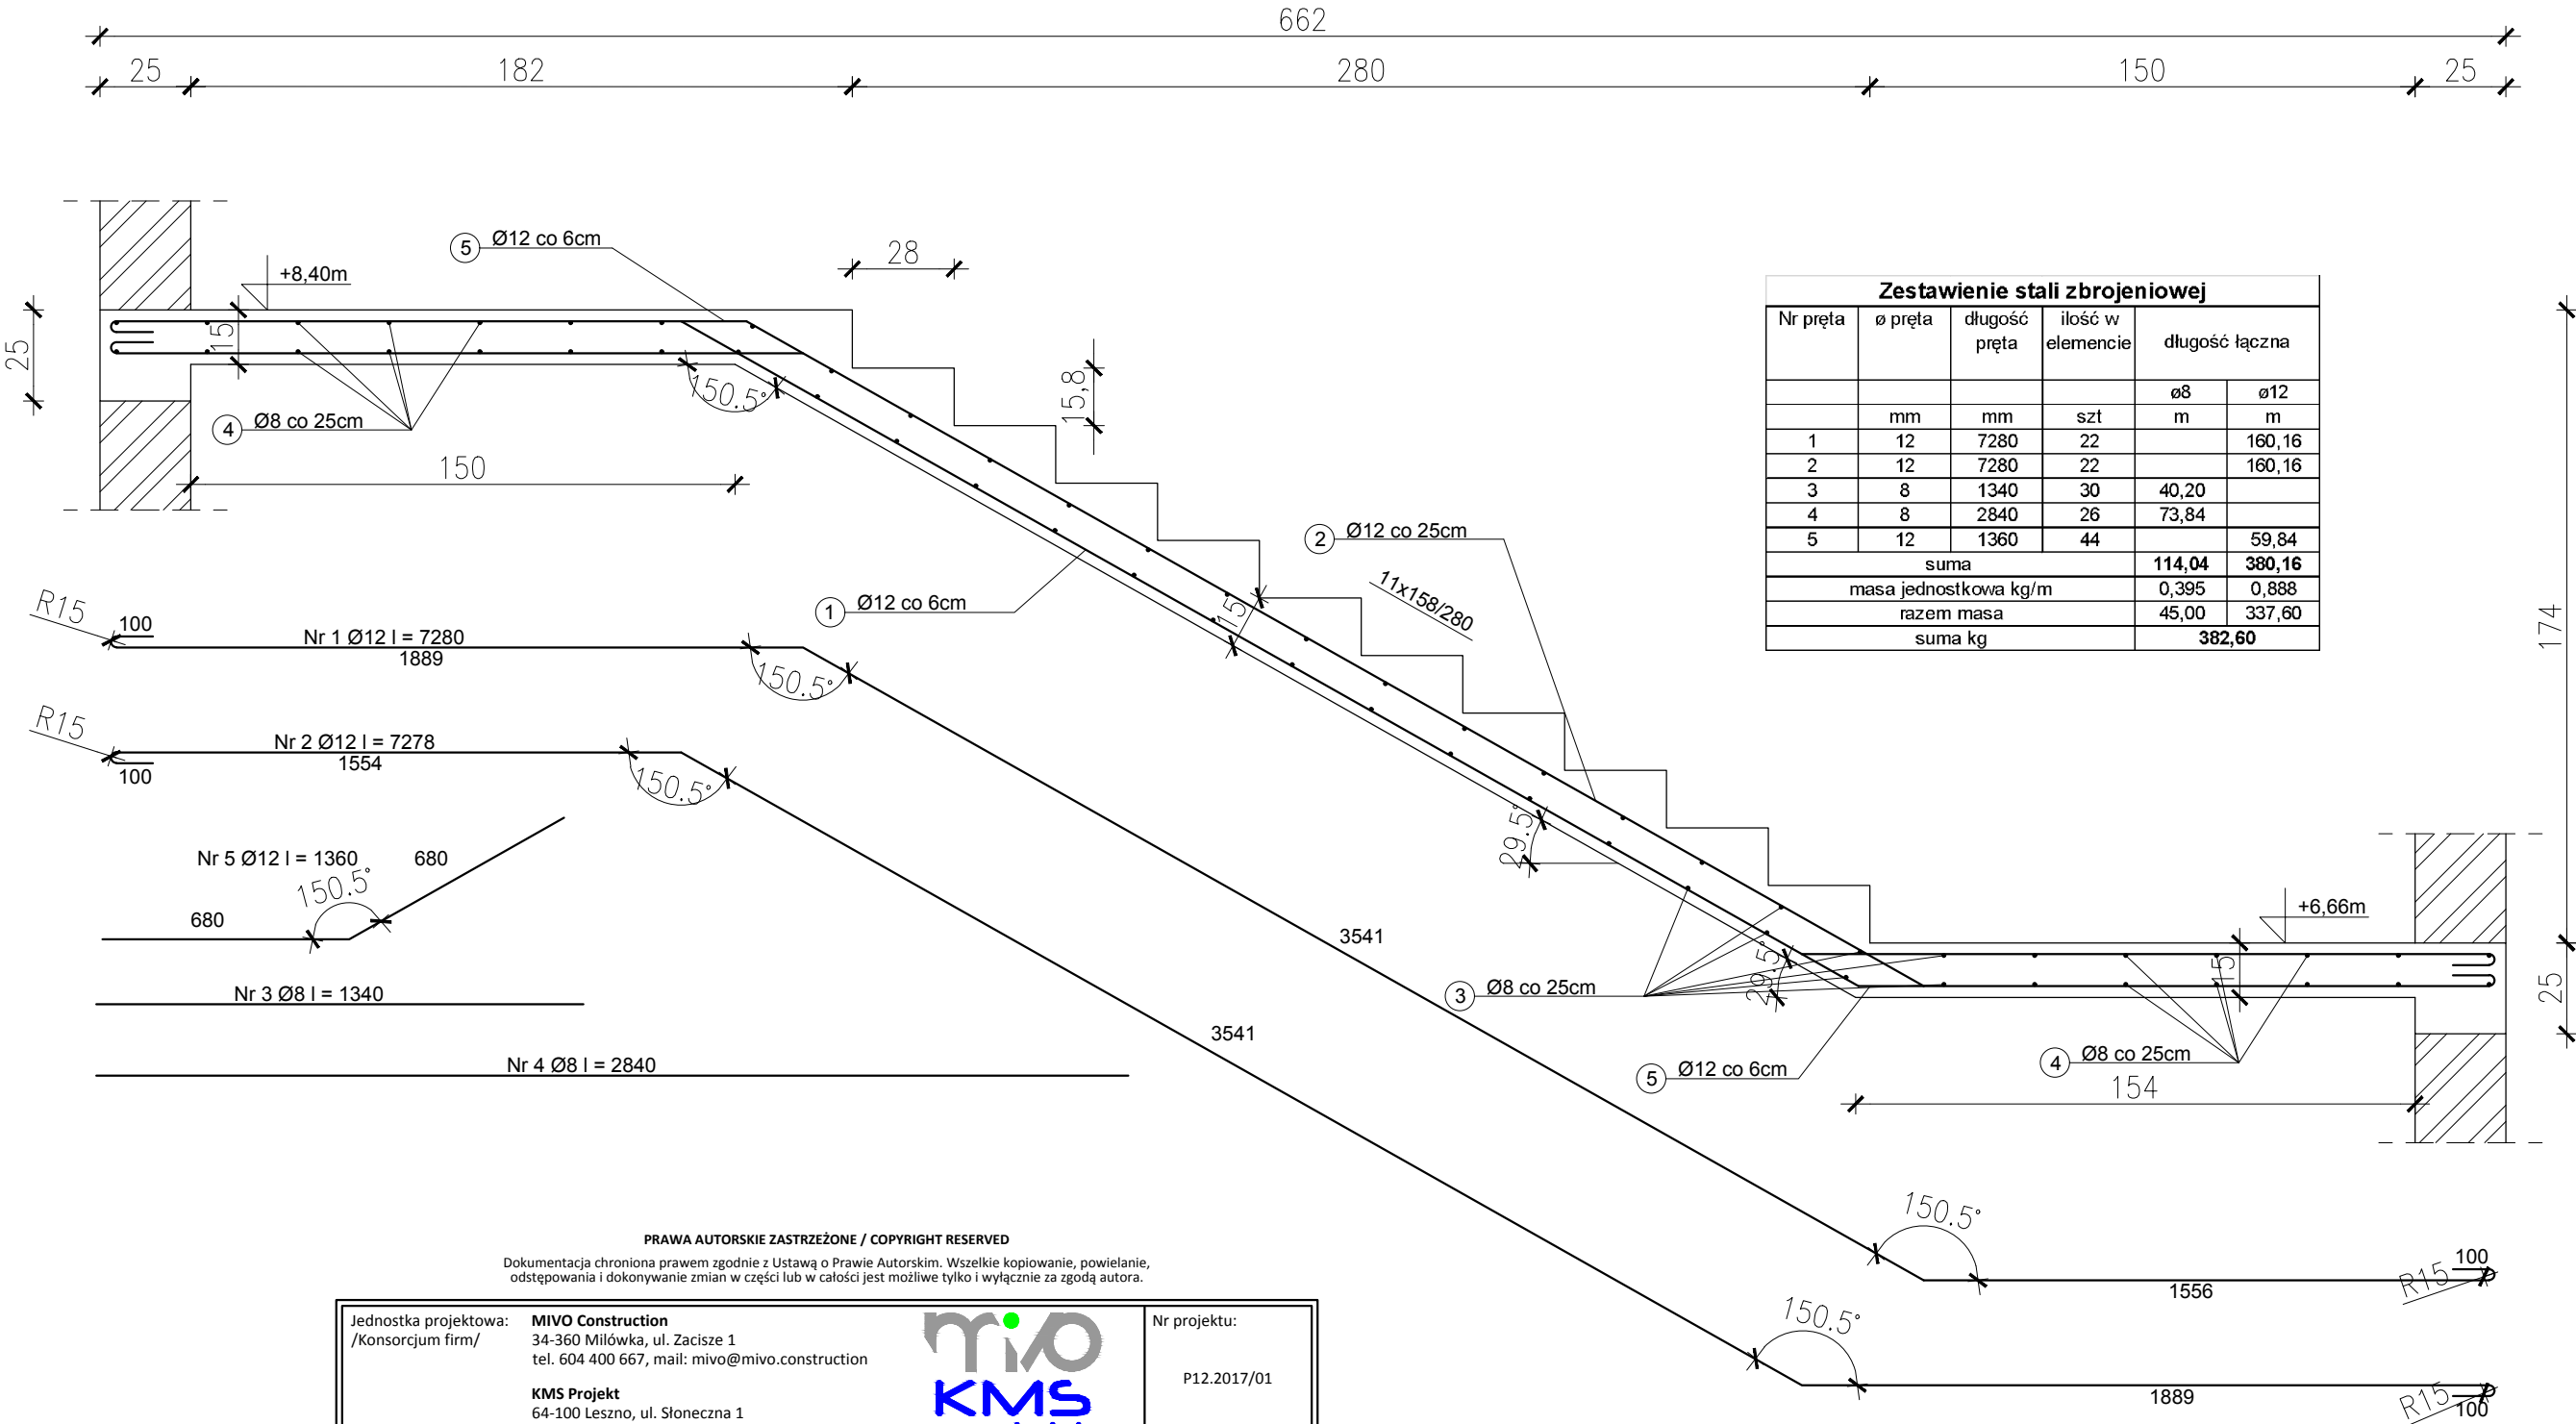 662
25 182 280 150 25
+8,40m
5 Ø12 co 6cm
28
25
15
150.5°
15,8
4 Ø8 co 25cm
150
Zestawienie stali zbrojeniowej
Nr pręta ø pręta długość pręta ilość w elemencie długość łączna
ø8 ø12
mm mm szt m m
1 12 7280 22 160,16
2 12 7280 22 160,16
3 8 1340 30 40,20
4 8 2840 26 73,84
5 12 1360 44 59,84
suma 114,04 380,16
masa jednostkowa kg/m 0,395 0,888
razem masa 45,00 337,60
suma kg 382,60
174
2 Ø12 co 25cm
11x158/280
1 Ø12 co 6cm
15
R15
100
Nr 1 Ø12 l = 7280
1889
150.5°
R15
100
Nr 2 Ø12 l = 7278
1554
150.5°
Nr 5 Ø12 l = 1360
680
150.5°
680
29.5°
+6,66m
3541
3 Ø8 co 25cm
29.5°
15
25
Nr 3 Ø8 l = 1340
3541
Nr 4 Ø8 l = 2840
5 Ø12 co 6cm
4 Ø8 co 25cm
154
150.5°
100
1556
R15
150.5°
1889
R15
100
PRAWA AUTORSKIE ZASTRZEŻONE / COPYRIGHT RESERVED
Dokumentacja chroniona prawem zgodnie z Ustawą o Prawie Autorskim. Wszelkie kopiowanie, powielanie,
odstępowania i dokonywanie zmian w części lub w całości jest możliwe tylko i wyłącznie za zgodą autora.
Jednostka projektowa:
/Konsorcjum firm/
MIVO Construction
34-360 Milówka, ul. Zacisze 1
tel. 604 400 667, mail: mivo@mivo.construction
KMS Projekt
64-100 Leszno, ul. Słoneczna 1
mivo
KMS
Nr projektu:
P12.2017/01